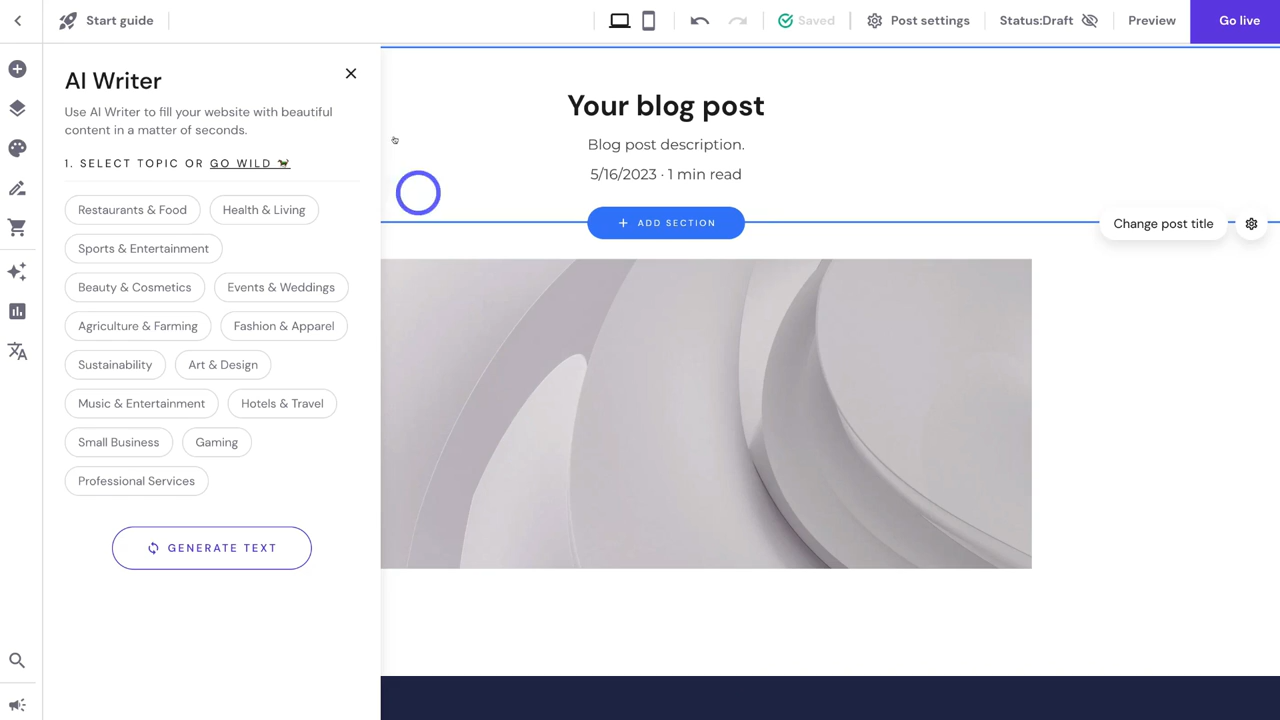 Start guide
Saved
Post settings
Status:Draft
Preview
Go live
AI Writer
Use AI Writer to fill your website with beautiful
content in a matter of seconds.
1. SELECT TOPIC OR GO WILD
Restaurants & Food
Health & Living
Sports & Entertainment
Beauty & Cosmetics
Events & Weddings
Agriculture & Farming
Fashion & Apparel
Sustainability
Art & Design
Music & Entertainment
Hotels & Travel
Small Business
Gaming
Professional Services
GENERATE TEXT
Your blog post
Blog post description.
5/16/2023 · 1 min read
+ ADD SECTION
Change post title